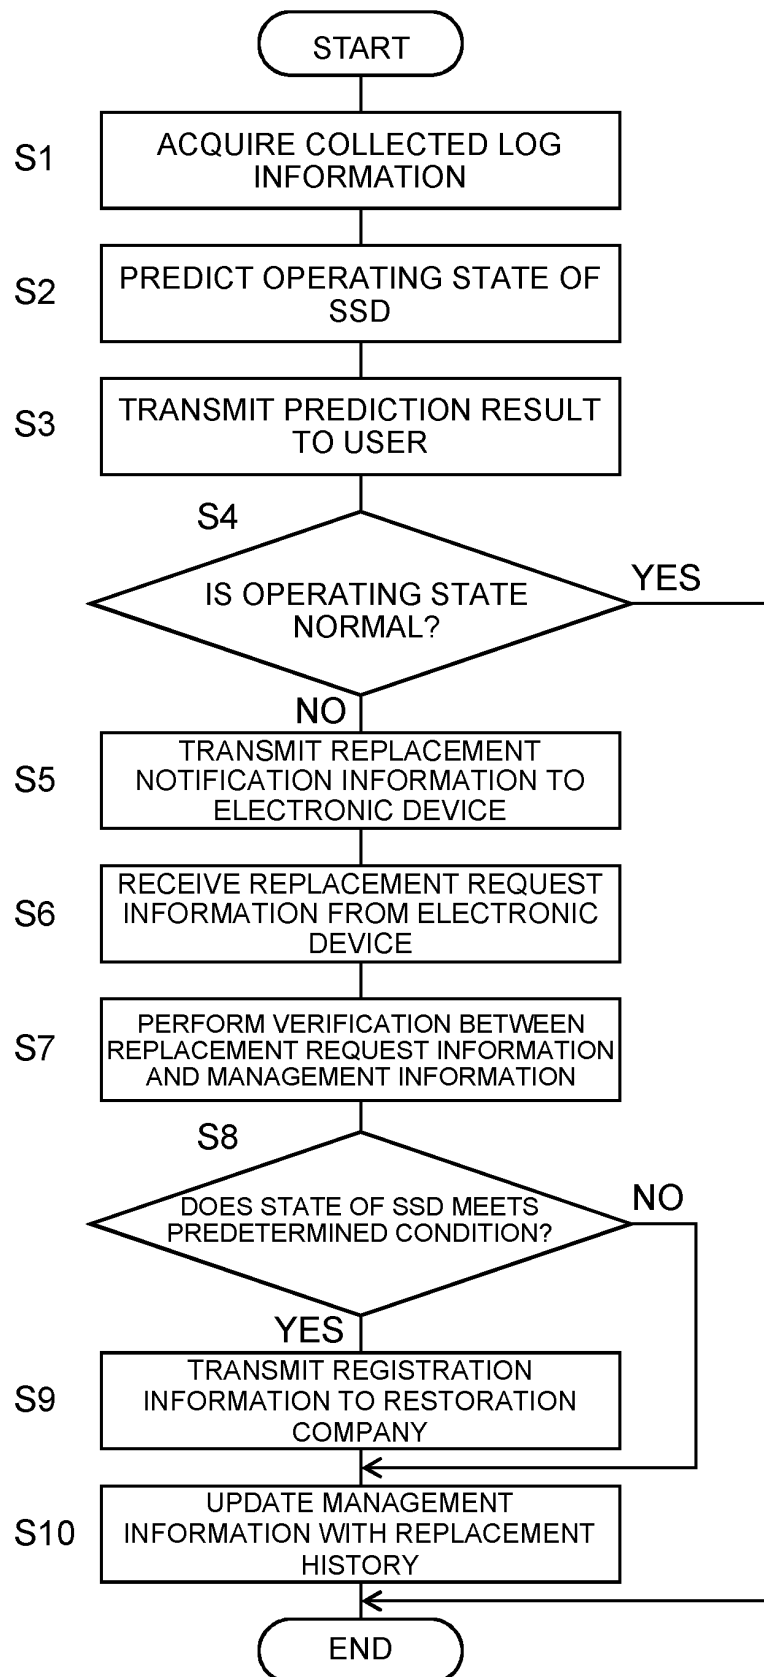 START
S1
ACQUIRE COLLECTED LOG
INFORMATION
S2
PREDICT OPERATING STATE OF
SSD
S3
TRANSMIT PREDICTION RESULT
TO USER
S4
IS OPERATING STATE
NORMAL?
YES
NO
S5
TRANSMIT REPLACEMENT
NOTIFICATION INFORMATION TO
ELECTRONIC DEVICE
S6
RECEIVE REPLACEMENT REQUEST
INFORMATION FROM ELECTRONIC
DEVICE
S7
PERFORM VERIFICATION BETWEEN
REPLACEMENT REQUEST INFORMATION
AND MANAGEMENT INFORMATION
S8
DOES STATE OF SSD MEETS
PREDETERMINED CONDITION?
NO
YES
S9
TRANSMIT REGISTRATION
INFORMATION TO RESTORATION
COMPANY
S10
UPDATE MANAGEMENT
INFORMATION WITH REPLACEMENT
HISTORY
END